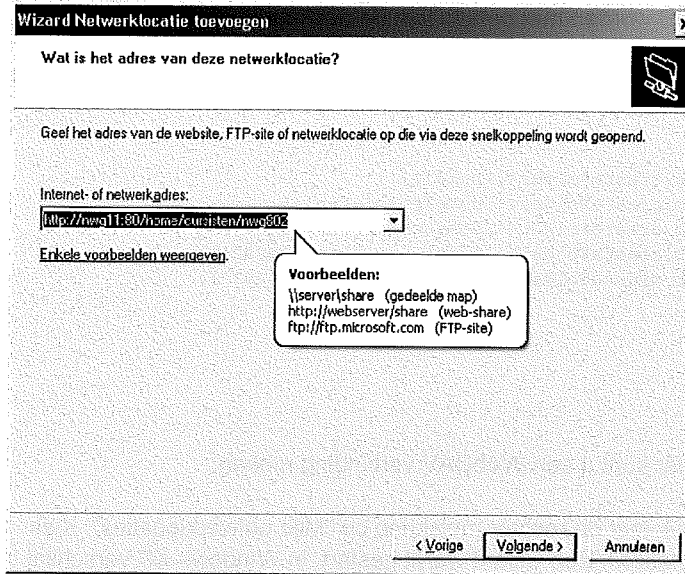 Wizard Netwerklocatie toevoegen
Wat is het adres van deze netwerklocatie?
Geef het adres van de website, FTP-site of netwerklocatie op die via deze snelkoppeling wordt geopend.
Internet- of netwerkadres:
http://nwg11:80/home/cursisten/nwg802
Enkele voorbeelden weergeven.
Voorbeelden:
\\server\share (gedeelde map)
http://webserver/share (web-share)
ftp://ftp.microsoft.com (FTP-site)
< Vorige
Volgende >
Annuleren